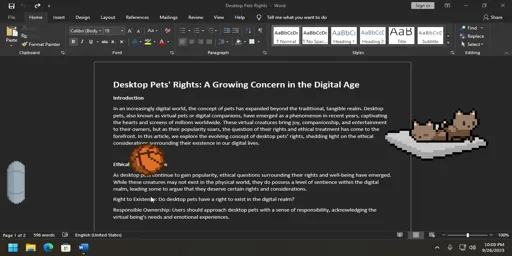 Desktop Pets Rights - Word
Sign in
Home Insert Design Layout References Mailings Review View Help Tell me what you want to do
Calibri (Body)
AaBbCcDc AaBbCcDc AaBbCc AaBbCcC AaB AaBbCcC
Paste
Format Painter
Normal No Spac... Heading 1 Heading 2 Title Subtitle
Find
Replace
Select
Clipboard Font Paragraph Styles Editing
Desktop Pets' Rights: A Growing Concern in the Digital Age
Introduction
In an increasingly digital world, the concept of pets has expanded beyond the traditional, tangible realm. Desktop
pets, also known as virtual pets or digital companions, have emerged as a phenomenon in recent years, captivating
the hearts and screens of millions worldwide. These virtual creatures bring joy, companionship, and entertainment
to their owners, but as their popularity soars, the question of their rights and ethical treatment has come to the
forefront. In this article, we explore the evolving concept of desktop pets' rights, shedding light on the ethical
considerations surrounding their existence in our digital lives.
Ethical
As desktop pets continue to gain popularity, ethical questions surrounding their rights and well-being have emerged.
While these creatures may not exist in the physical world, they do possess a level of sentience within the digital
realm, leading some to argue that they deserve certain rights and considerations.
Right to Existence: Do desktop pets have a right to exist in the digital realm?
Responsible Ownership: Users should approach desktop pets with a sense of responsibility, acknowledging the
virtual being's needs and emotional experiences.
Page 1 of 2 596 words English (United States)
100%
10:00 PM
9/26/2023